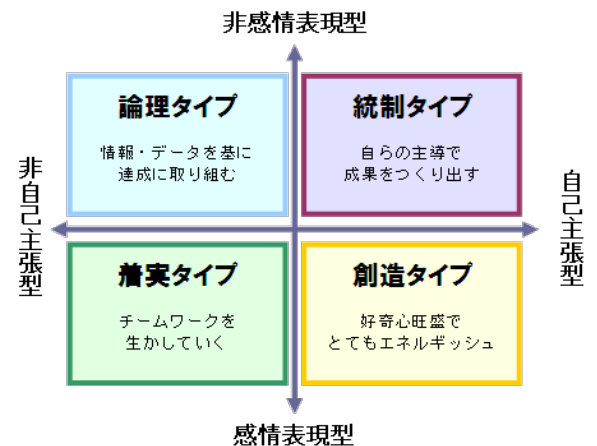 非感情表現型
論理タイプ
情報・データを基に
達成に取り組む
統制タイプ
自らの主導で
成果をつくり出す
非自己主張型
自己主張型
着実タイプ
チームワークを
生かしていく
創造タイプ
好奇心旺盛で
とてもエネルギッシュ
感情表現型